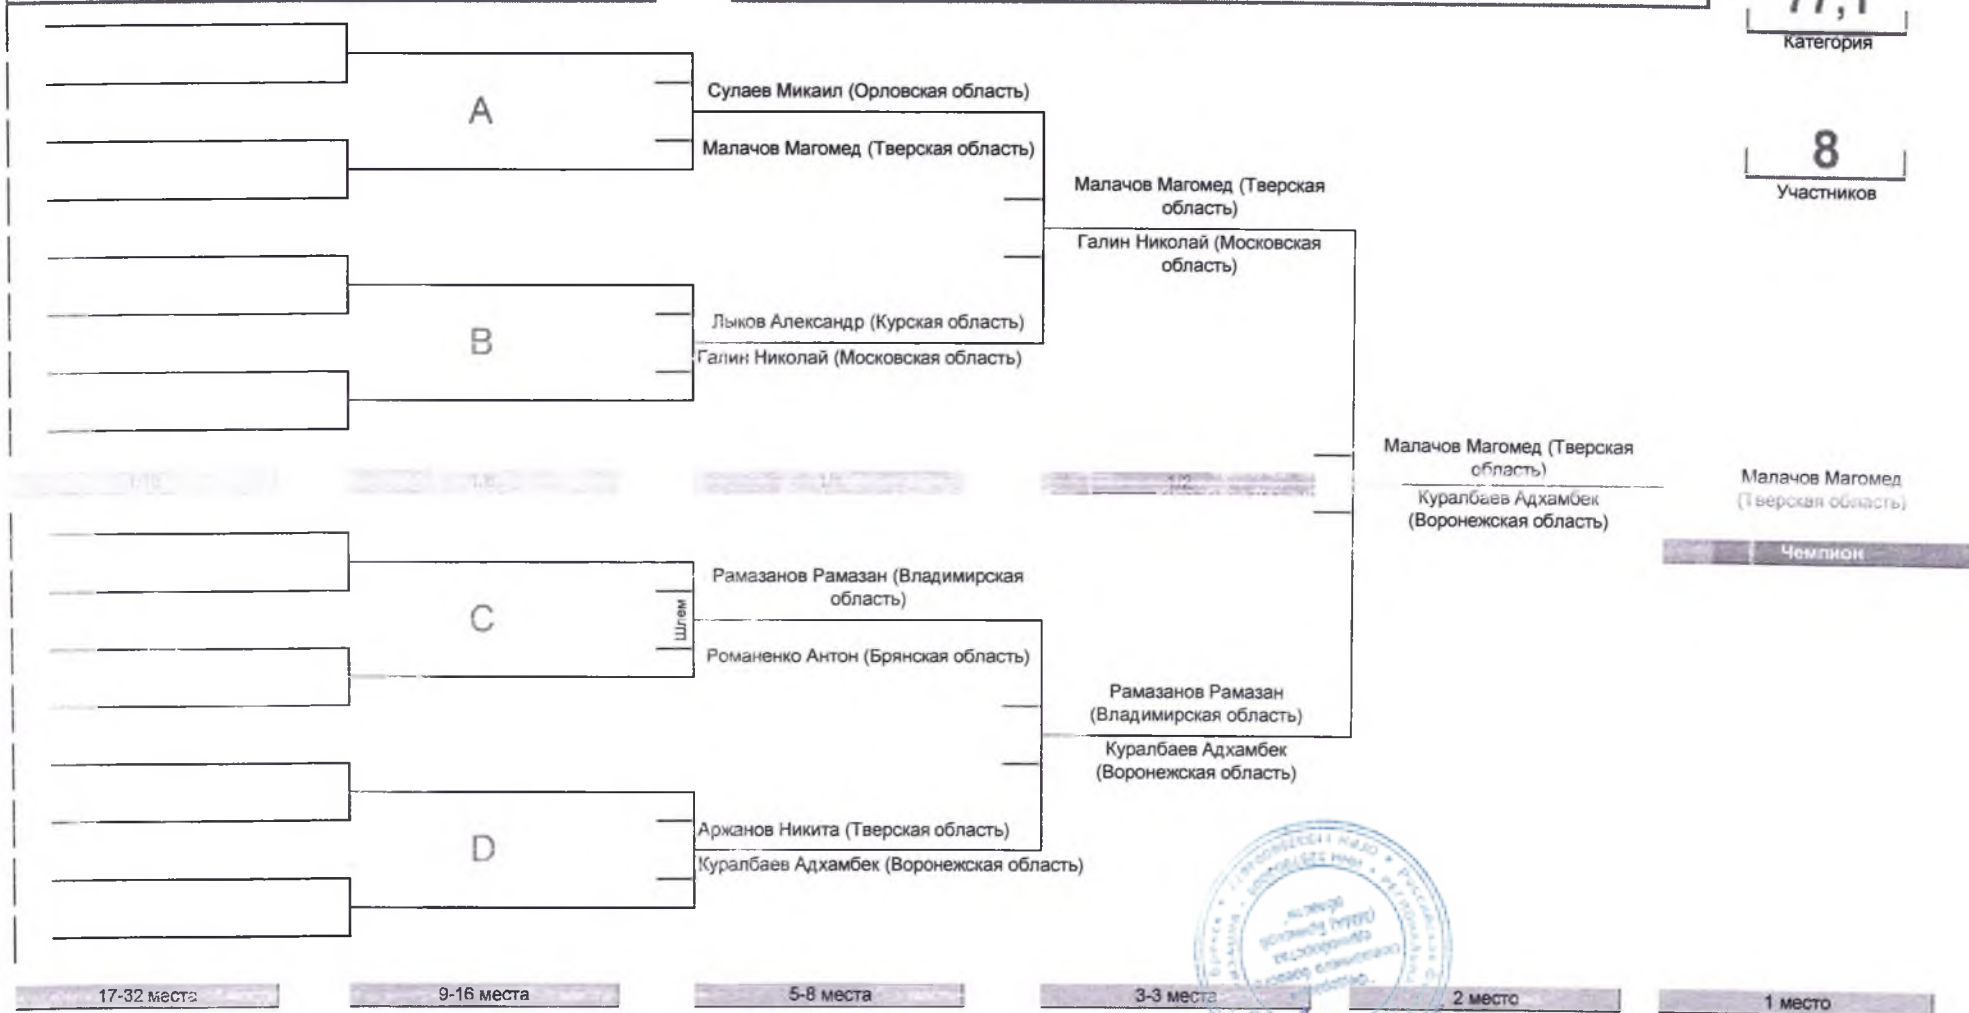 77,1
Категория
8
Участников
A
Сулаев Микаил (Орловская область)
Малачов Магомед (Тверская область)
Малачов Магомед (Тверская
область)
Галин Николай (Московская
область)
B
Лыков Александр (Курская область)
Галин Николай (Московская область)
1/2
Малачов Магомед (Тверская
область)
Куралбаев Адхамбек
(Воронежская область)
Малачов Магомед
(Тверская область)
Чемпион
C
Шлем
Рамазанов Рамазан (Владимирская
область)
Романенко Антон (Брянская область)
Рамазанов Рамазан
(Владимирская область)
Куралбаев Адхамбек
(Воронежская область)
D
Аржанов Никита (Тверская область)
Куралбаев Адхамбек (Воронежская область)
17-32 места
9-16 места
5-8 места
3-3 места
2 место
1 место